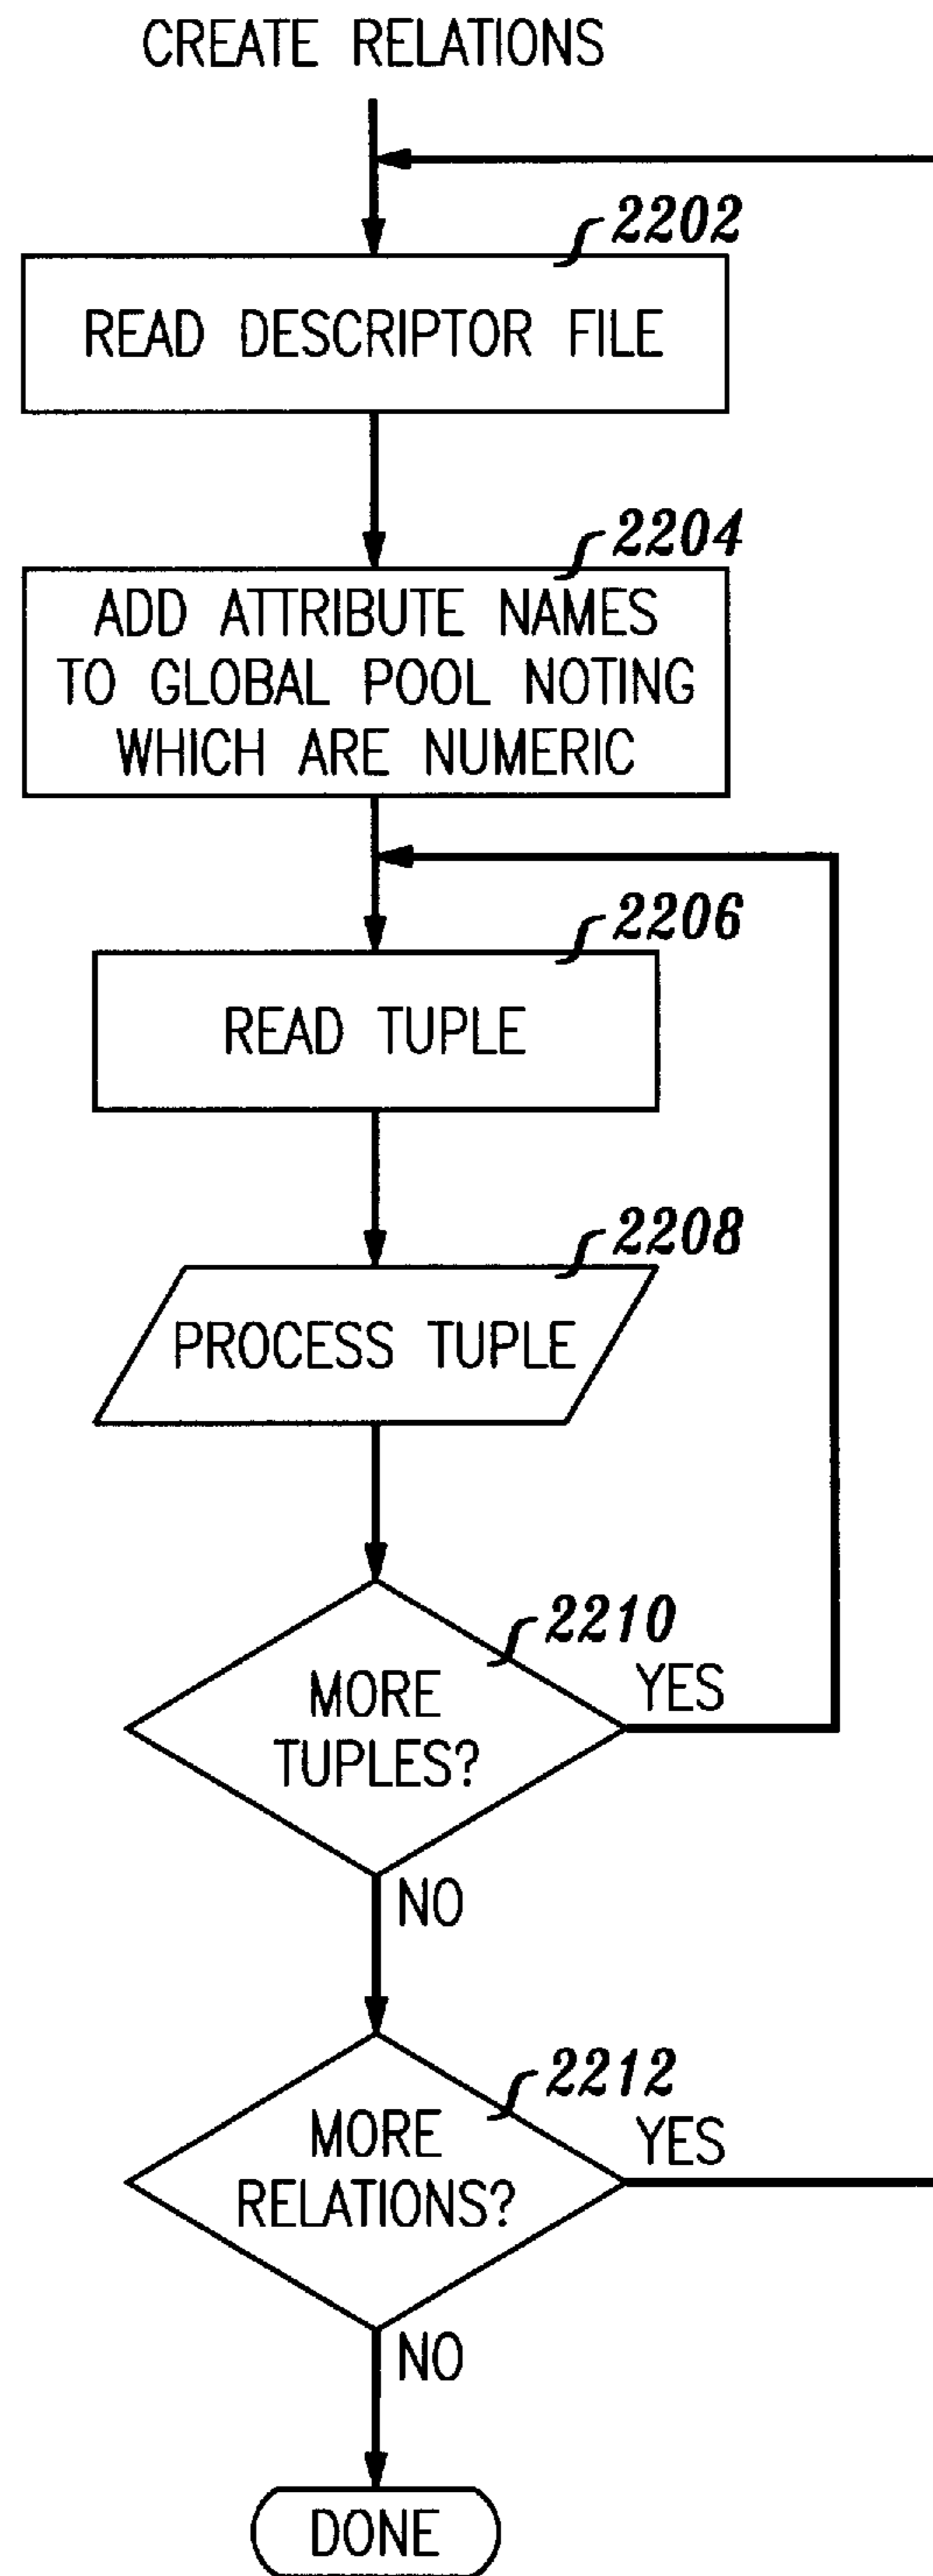 CREATE RELATIONS
2202
READ DESCRIPTOR FILE
2204
ADD ATTRIBUTE NAMES
TO GLOBAL POOL NOTING
WHICH ARE NUMERIC
2206
READ TUPLE
2208
PROCESS TUPLE
2210
MORE
TUPLES?
YES
NO
2212
MORE
RELATIONS?
YES
NO
DONE